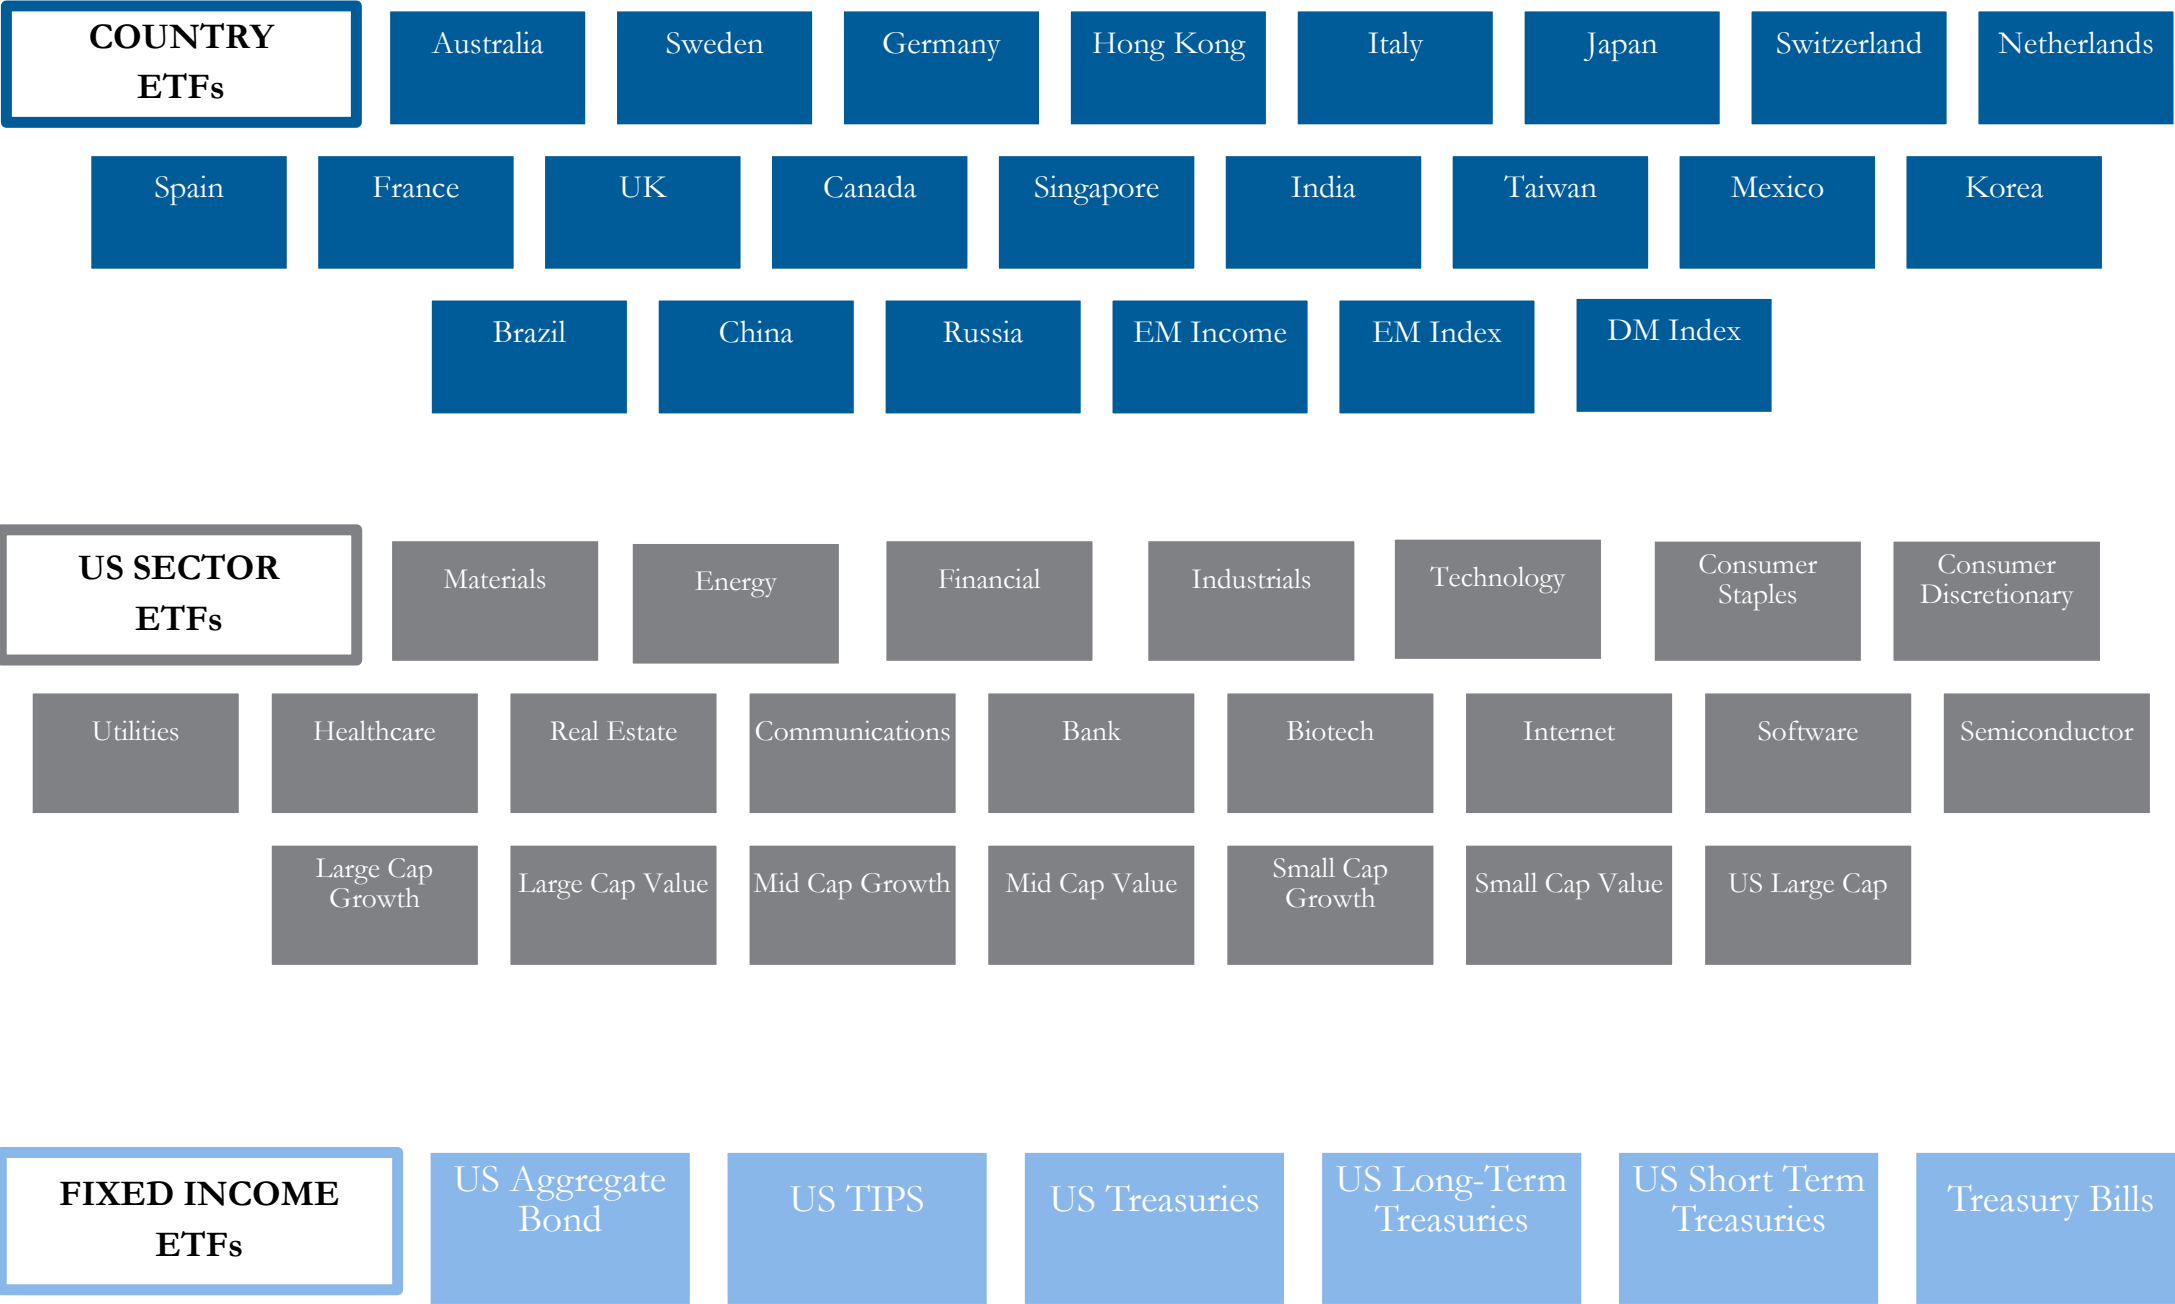 COUNTRY
ETFs
Australia
Sweden
Germany
Hong Kong
Italy
Japan
Switzerland
Netherlands
Spain
France
UK
Canada
Singapore
India
Taiwan
Mexico
Korea
Brazil
China
Russia
EM Income
EM Index
DM Index
US SECTOR
ETFs
Materials
Energy
Financial
Industrials
Technology
Consumer
Staples
Consumer
Discretionary
Utilities
Healthcare
Real Estate
Communications
Bank
Biotech
Internet
Software
Semiconductor
Large Cap
Growth
Large Cap Value
Mid Cap Growth
Mid Cap Value
Small Cap
Growth
Small Cap Value
US Large Cap
FIXED INCOME
ETFs
US Aggregate
Bond
US TIPS
US Treasuries
US Long-Term
Treasuries
US Short Term
Treasuries
Treasury Bills